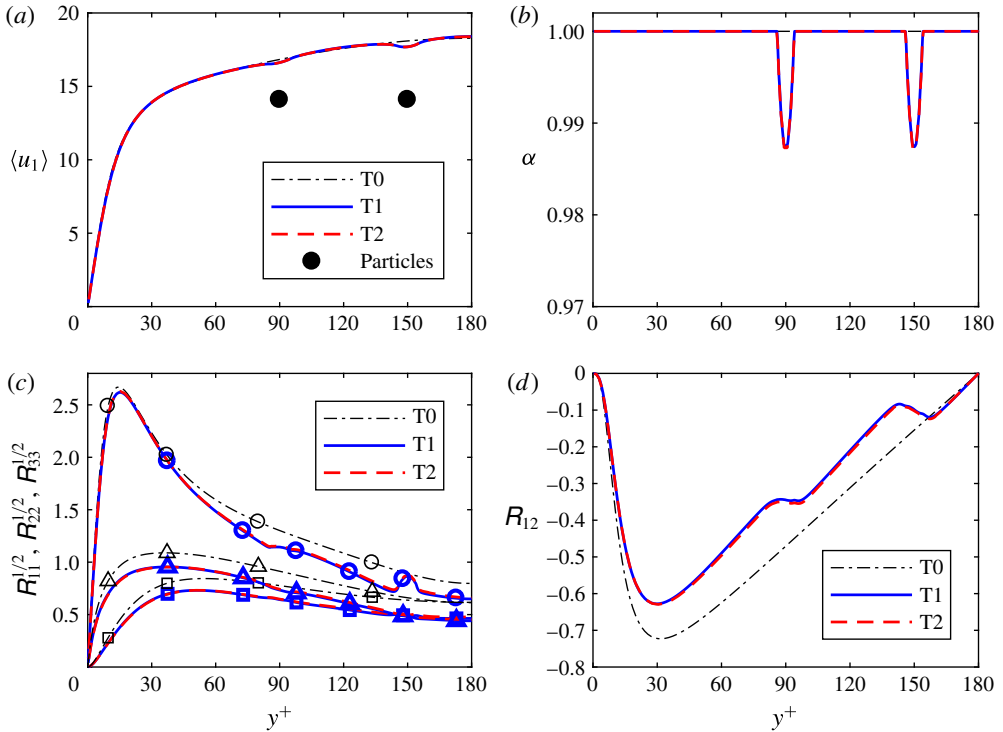 (a)
20
15
10
5
⟨u₁⟩
T0
T1
T2
Particles
0 30 60 90 120 150 180
(b)
1.00
0.99
α
0.98
0.97
0 30 60 90 120 150 180
(c)
2.5
2.0
1.5
1.0
0.5
R₁₁^1/2, R₂₂^1/2, R₃₃^1/2
T0
T1
T2
0 30 60 90 120 150 180
y⁺
(d)
0
−0.1
−0.2
−0.3
−0.4
R₁₂
−0.5
−0.6
−0.7
−0.8
T0
T1
T2
0 30 60 90 120 150 180
y⁺